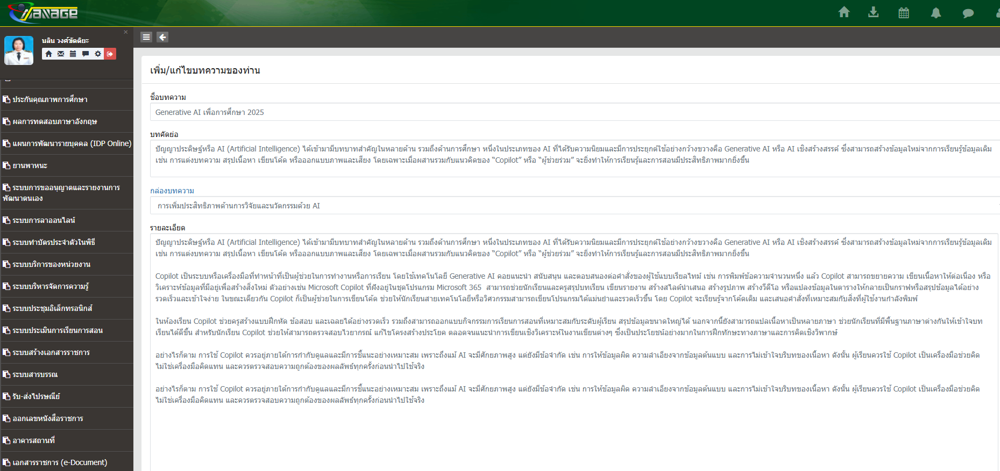 Manage
นลิน วงศ์ขัตติยะ
ประกันคุณภาพการศึกษา
ผลการทดสอบภาษาอังกฤษ
แผนการพัฒนารายบุคคล (IDP Online)
ยานพาหนะ
ระบบการขออนุญาตและรายงานการ
พัฒนาตนเอง
ระบบการลาออนไลน์
ระบบทำบัตรประจำตัวในพิธี
ระบบบริการของหน่วยงาน
ระบบบริหารจัดการความรู้
ระบบประชุมอิเล็กทรอนิกส์
ระบบประเมินการเรียนการสอน
ระบบสร้างเอกสารราชการ
ระบบสารบรรณ
รับ-ส่งไปรษณีย์
ออกเลขหนังสือราชการ
อาคารสถานที่
เอกสารราชการ (e-Document)
เพิ่ม/แก้ไขบทความของท่าน
ชื่อบทความ
Generative AI เพื่อการศึกษา 2025
บทคัดย่อ
ปัญญาประดิษฐ์หรือ AI (Artificial Intelligence) ได้เข้ามามีบทบาทสำคัญในหลายด้าน รวมถึงด้านการศึกษา หนึ่งในประเภทของ AI ที่ได้รับความนิยมและมีการประยุกต์ใช้อย่างกว้างขวางคือ Generative AI หรือ AI เชิงสร้างสรรค์ ซึ่งสามารถสร้างข้อมูลใหม่จากการเรียนรู้ข้อมูลเดิม
เช่น การแต่งบทความ สรุปเนื้อหา เขียนโค้ด หรือออกแบบภาพและเสียง โดยเฉพาะเมื่อผสานรวมกับแนวคิดของ “Copilot” หรือ “ผู้ช่วยร่วม” จะยิ่งทำให้การเรียนรู้และการสอนมีประสิทธิภาพมากยิ่งขึ้น
กล่องบทความ
การเพิ่มประสิทธิภาพด้านการวิจัยและนวัตกรรมด้วย AI
รายละเอียด
ปัญญาประดิษฐ์หรือ AI (Artificial Intelligence) ได้เข้ามามีบทบาทสำคัญในหลายด้าน รวมถึงด้านการศึกษา หนึ่งในประเภทของ AI ที่ได้รับความนิยมและมีการประยุกต์ใช้อย่างกว้างขวางคือ Generative AI หรือ AI เชิงสร้างสรรค์ ซึ่งสามารถสร้างข้อมูลใหม่จากการเรียนรู้ข้อมูลเดิม
เช่น การแต่งบทความ สรุปเนื้อหา เขียนโค้ด หรือออกแบบภาพและเสียง โดยเฉพาะเมื่อผสานรวมกับแนวคิดของ “Copilot” หรือ “ผู้ช่วยร่วม” จะยิ่งทำให้การเรียนรู้และการสอนมีประสิทธิภาพมากยิ่งขึ้น
Copilot เป็นระบบหรือเครื่องมือที่ทำหน้าที่เป็นผู้ช่วยในการทำงานหรือการเรียน โดยใช้เทคโนโลยี Generative AI คอยแนะนำ สนับสนุน และตอบสนองต่อคำสั่งของผู้ใช้แบบเรียลไทม์ เช่น การพิมพ์ข้อความจำนวนหนึ่ง แล้ว Copilot สามารถขยายความ เขียนเนื้อหาให้ต่อเนื่อง หรือ
วิเคราะห์ข้อมูลที่มีอยู่เพื่อสร้างสิ่งใหม่ ตัวอย่างเช่น Microsoft Copilot ที่ฝังอยู่ในชุดโปรแกรม Microsoft 365 สามารถช่วยนักเรียนและครูสรุปบทเรียน เขียนรายงาน สร้างสไลด์นำเสนอ สร้างรูปภาพ สร้างวีดีโอ หรือแปลงข้อมูลในตารางให้กลายเป็นกราฟหรือสรุปข้อมูลได้อย่าง
รวดเร็วและเข้าใจง่าย ในขณะเดียวกัน Copilot ก็เป็นผู้ช่วยในการเขียนโค้ด ช่วยให้นักเรียนสายเทคโนโลยีหรือวิศวกรรมสามารถเขียนโปรแกรมได้แม่นยำและรวดเร็วขึ้น โดย Copilot จะเรียนรู้จากโค้ดเดิม และเสนอคำสั่งที่เหมาะสมกับสิ่งที่ผู้ใช้งานกำลังพิมพ์
ในห้องเรียน Copilot ช่วยครูสร้างแบบฝึกหัด ข้อสอบ และเฉลยได้อย่างรวดเร็ว รวมถึงสามารถออกแบบกิจกรรมการเรียนการสอนที่เหมาะสมกับระดับผู้เรียน สรุปข้อมูลขนาดใหญ่ได้ นอกจากนี้ยังสามารถแปลเนื้อหาเป็นหลายภาษา ช่วยนักเรียนที่มีพื้นฐานภาษาต่างกันให้เข้าใจบท
เรียนได้ดีขึ้น สำหรับนักเรียน Copilot ช่วยให้สามารถตรวจสอบไวยากรณ์ แก้ไขโครงสร้างประโยค ตลอดจนแนะนำการเขียนเชิงวิเคราะห์ในงานเขียนต่างๆ ซึ่งเป็นประโยชน์อย่างมากในการฝึกทักษะทางภาษาและการคิดเชิงวิพากษ์
อย่างไรก็ตาม การใช้ Copilot ควรอยู่ภายใต้การกำกับดูแลและมีการชี้แนะอย่างเหมาะสม เพราะถึงแม้ AI จะมีศักยภาพสูง แต่ยังมีข้อจำกัด เช่น การให้ข้อมูลผิด ความลำเอียงจากข้อมูลต้นแบบ และการไม่เข้าใจบริบทของเนื้อหา ดังนั้น ผู้เรียนควรใช้ Copilot เป็นเครื่องมือช่วยคิด
ไม่ใช่เครื่องมือคิดแทน และควรตรวจสอบความถูกต้องของผลลัพธ์ทุกครั้งก่อนนำไปใช้จริง
อย่างไรก็ตาม การใช้ Copilot ควรอยู่ภายใต้การกำกับดูแลและมีการชี้แนะอย่างเหมาะสม เพราะถึงแม้ AI จะมีศักยภาพสูง แต่ยังมีข้อจำกัด เช่น การให้ข้อมูลผิด ความลำเอียงจากข้อมูลต้นแบบ และการไม่เข้าใจบริบทของเนื้อหา ดังนั้น ผู้เรียนควรใช้ Copilot เป็นเครื่องมือช่วยคิด
ไม่ใช่เครื่องมือคิดแทน และควรตรวจสอบความถูกต้องของผลลัพธ์ทุกครั้งก่อนนำไปใช้จริง